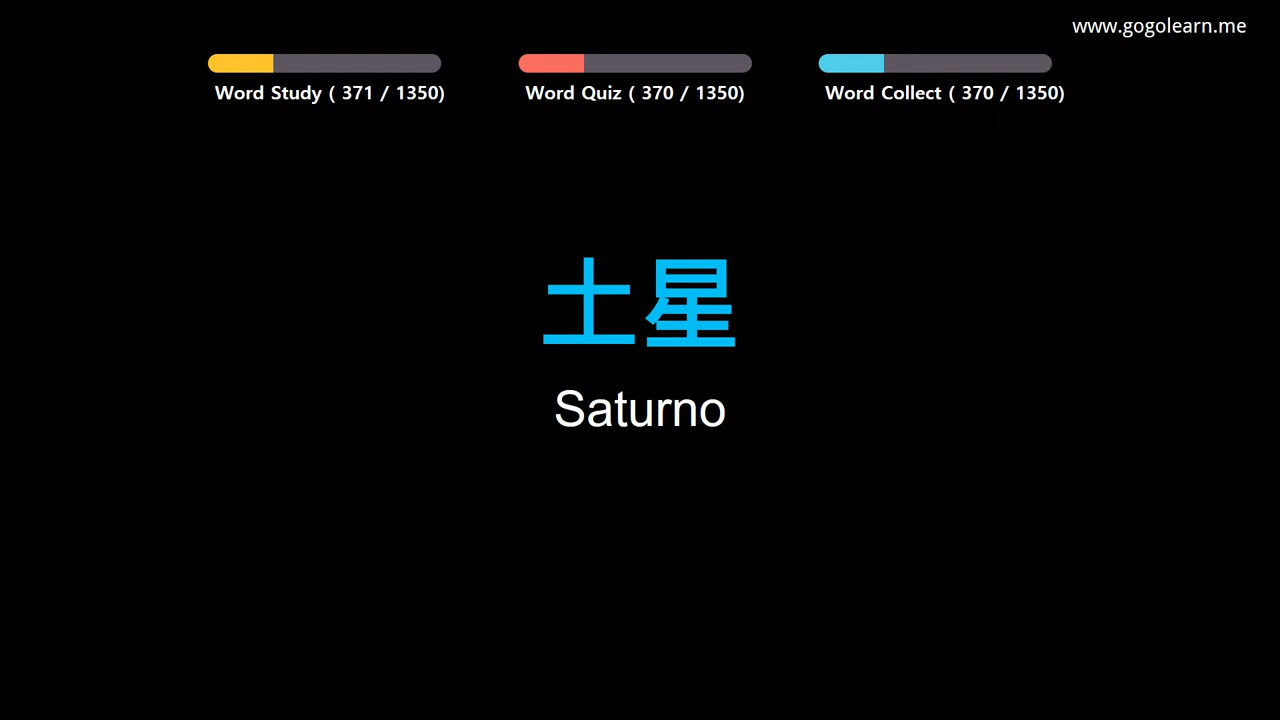 www.gogolearn.me
Word Study ( 371 / 1350)
Word Quiz ( 370 / 1350)
Word Collect ( 370 / 1350)
土星
Saturno